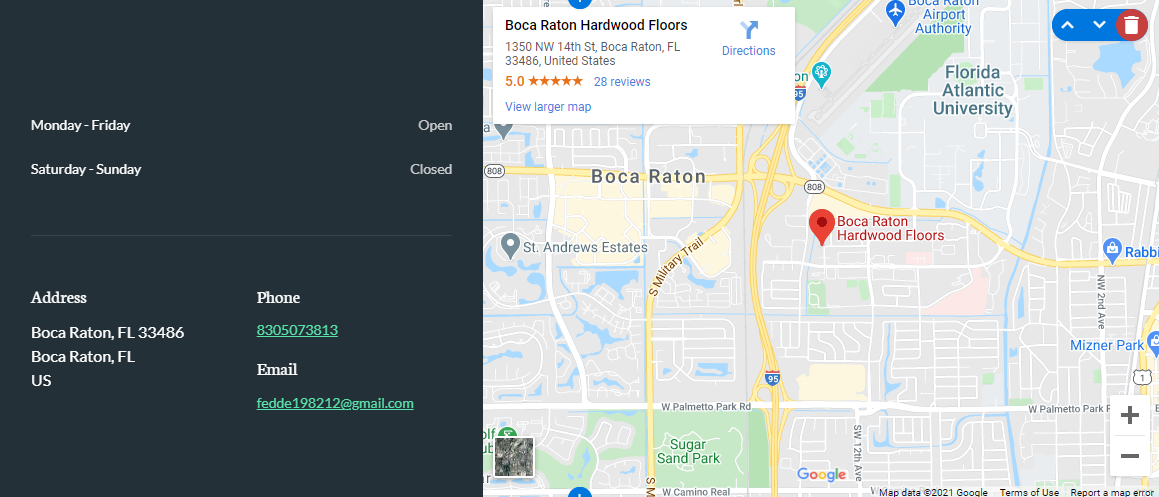 Monday - Friday
Open
Saturday - Sunday
Closed
Address
Boca Raton, FL 33486
Boca Raton, FL
US
Phone
8305073813
Email
fedde198212@gmail.com
Boca Raton Hardwood Floors
1350 NW 14th St, Boca Raton, FL
33486, United States
5.0
28 reviews
View larger map
Directions
Boca Raton
Airport
Authority
Florida
Atlantic
University
95
808
Boca Raton
808
Boca Raton
Hardwood Floors
St. Andrews Estates
S Military Trail
Rabbi
NW 2nd Ave
Mizner Park
1
95
W Palmetto Park Rd
W Palmetto Park Rd
Sugar
Sand Park
SW 12th Ave
S M
W Camino Real
Google
Map data ©2021 Google
Terms of Use
Report a map error